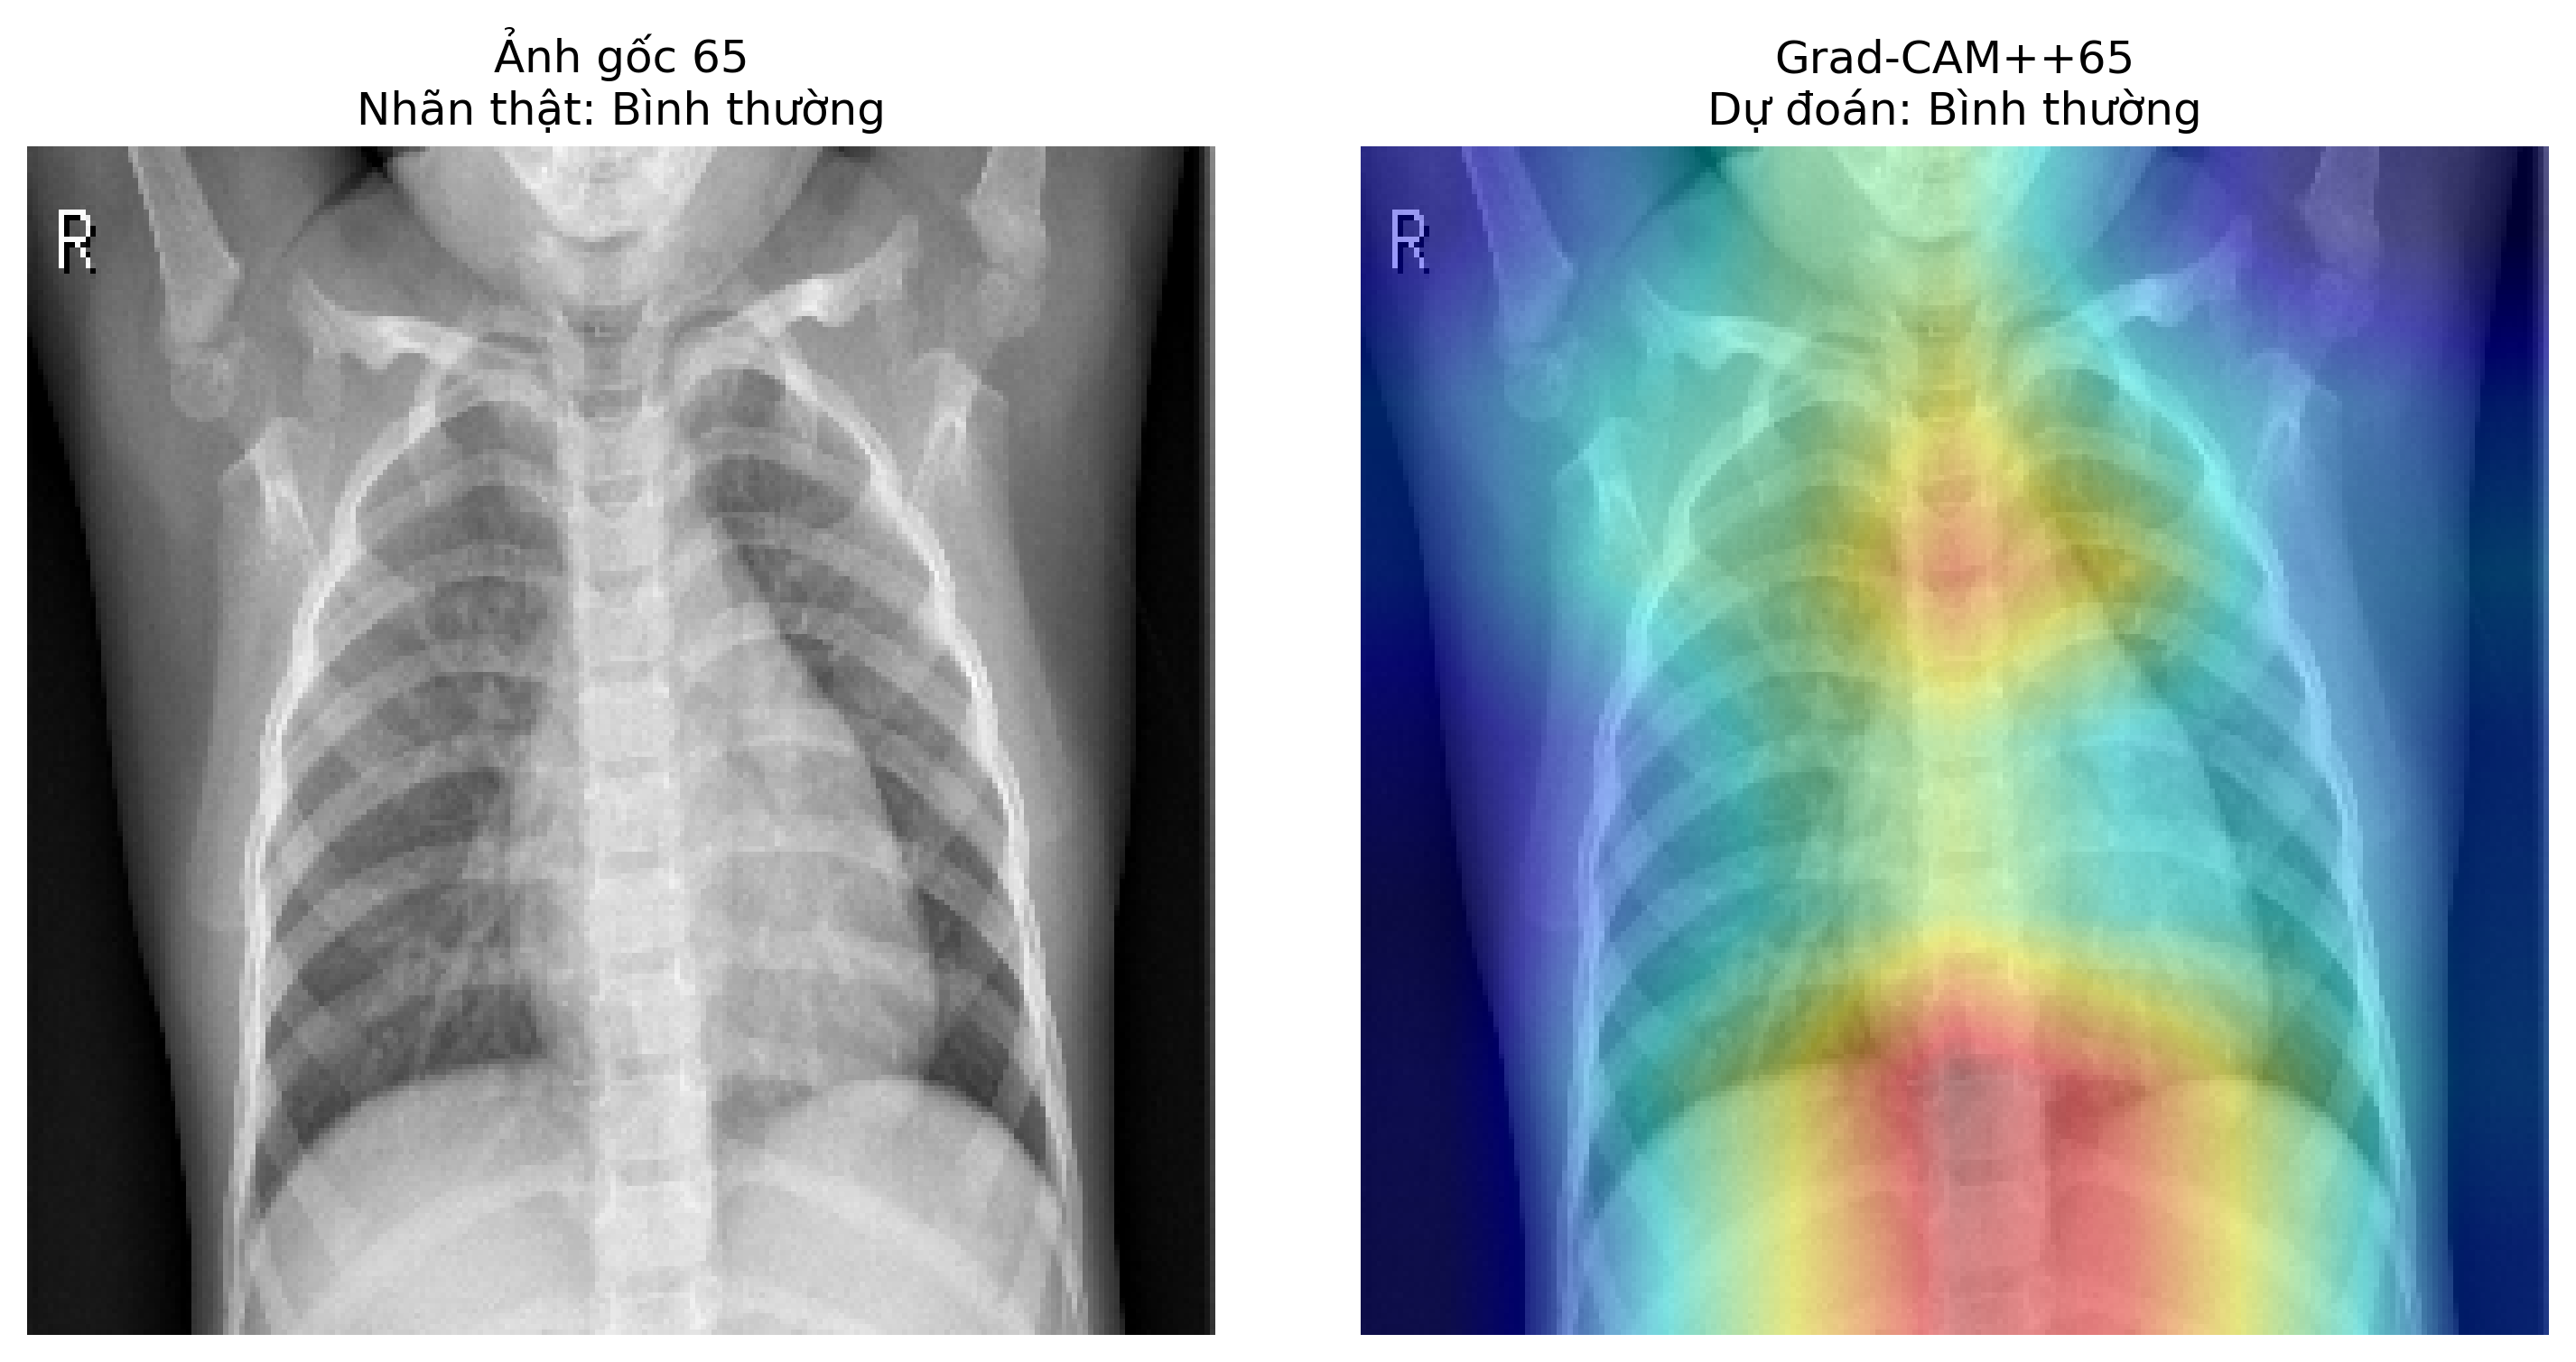 Ảnh gốc 65
Nhãn thật: Bình thường
Grad-CAM++65
Dự đoán: Bình thường
R
R